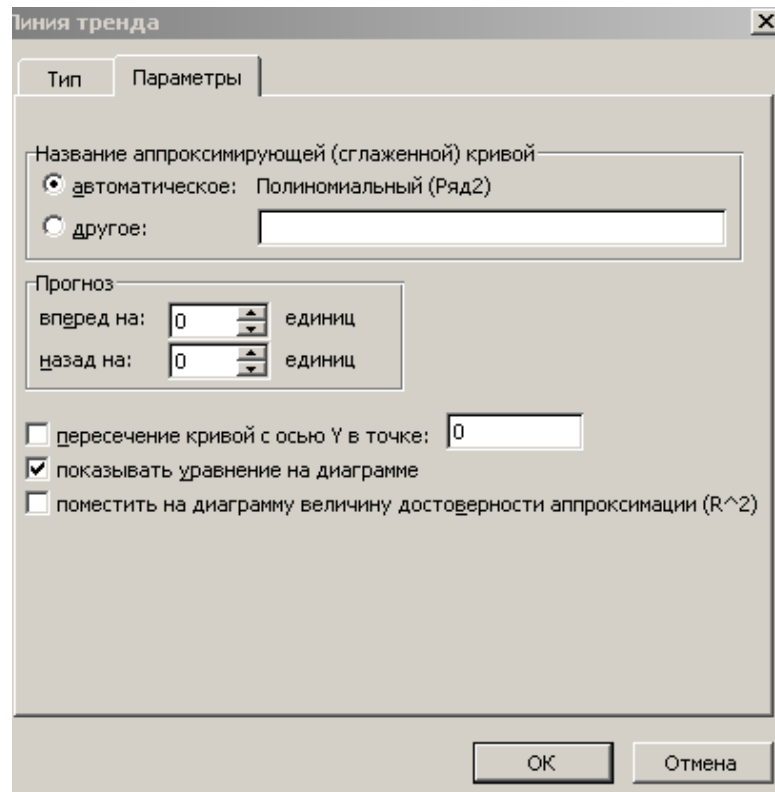 Линия тренда
Тип Параметры
Название аппроксимирующей (сглаженной) кривой
автоматическое: Полиномиальный (Ряд2)
другое:
Прогноз
вперед на: 0 единиц
назад на: 0 единиц
пересечение кривой с осью Y в точке: 0
показывать уравнение на диаграмме
поместить на диаграмму величину достоверности аппроксимации (R^2)
ОК Отмена